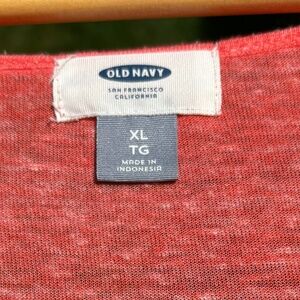 OLD NAVY
SAN FRANCISCO
CALIFORNIA
XL
TG
MADE IN
INDONESIA